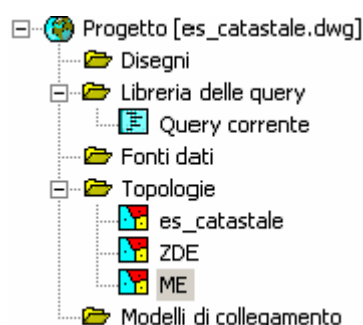 Progetto [es_catastale.dwg]
Disegni
Libreria delle query
Query corrente
Fonti dati
Topologie
es_catastale
ZDE
ME
Modelli di collegamento